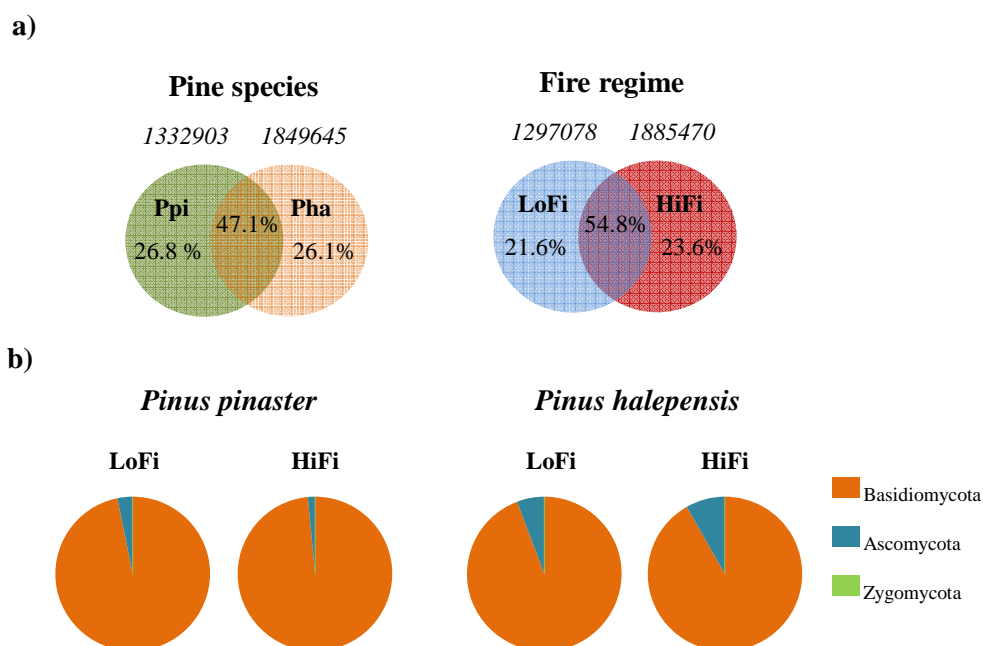 a)
Pine species
Fire regime
1332903 1849645
1297078 1885470
Ppi Pha
47.1%
26.8 % 26.1%
LoFi HiFi
54.8%
21.6% 23.6%
b)
Pinus pinaster
Pinus halepensis
LoFi HiFi LoFi HiFi
Basidiomycota
Ascomycota
Zygomycota